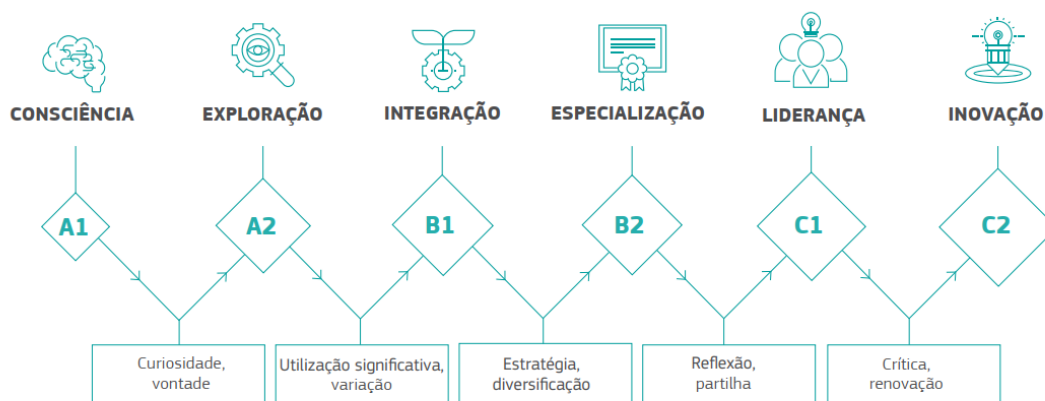 CONSCIÊNCIA
EXPLORAÇÃO
INTEGRAÇÃO
ESPECIALIZAÇÃO
LIDERANÇA
INOVAÇÃO
A1
A2
B1
B2
C1
C2
Curiosidade,
vontade
Utilização significativa,
variação
Estratégia,
diversificação
Reflexão,
partilha
Crítica,
renovação